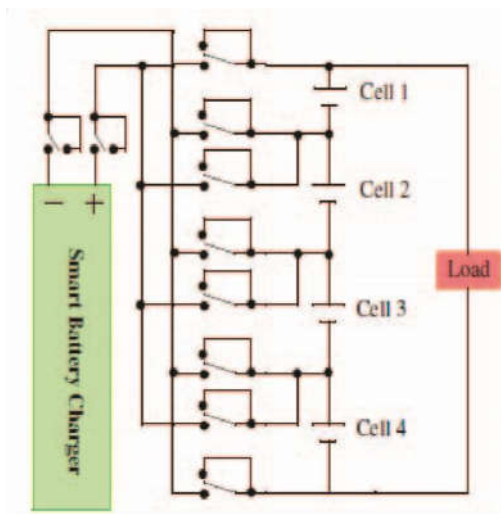 Cell 1
Cell 2
Cell 3
Cell 4
Load
− +
Smart Battery Charger